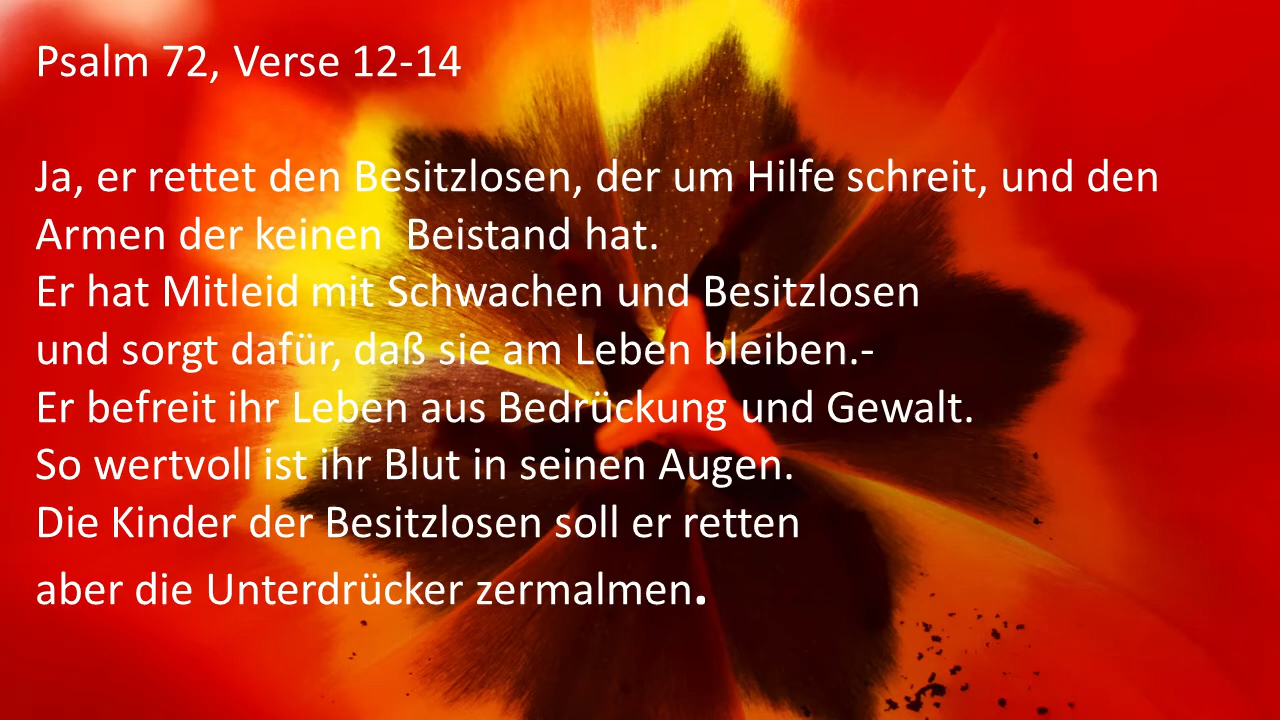 Psalm 72, Verse 12-14
Ja, er rettet den Besitzlosen, der um Hilfe schreit, und den
Armen der keinen  Beistand hat.
Er hat Mitleid mit Schwachen und Besitzlosen
und sorgt dafür, daß sie am Leben bleiben.-
Er befreit ihr Leben aus Bedrückung und Gewalt.
So wertvoll ist ihr Blut in seinen Augen.
Die Kinder der Besitzlosen soll er retten
aber die Unterdrücker zermalmen.